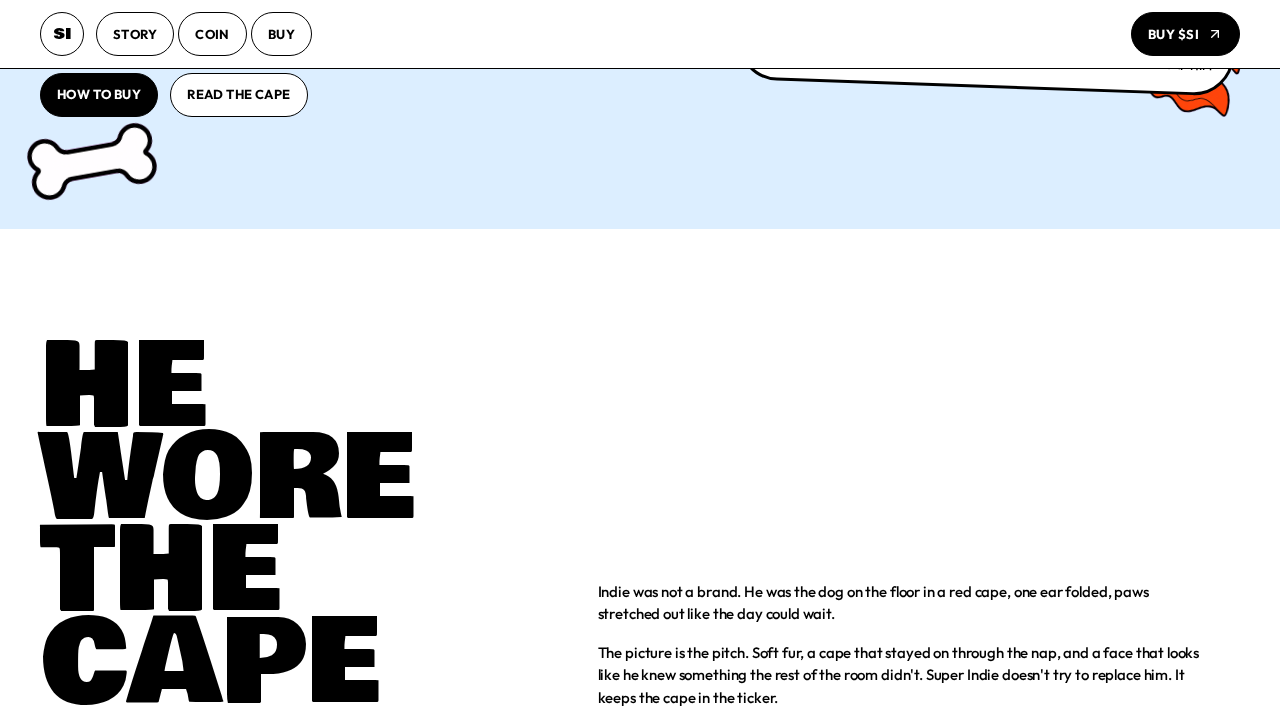 SI
STORY
COIN
BUY
BUY $SI
HOW TO BUY
READ THE CAPE
HE
WORE
THE
CAPE
Indie was not a brand. He was the dog on the floor in a red cape, one ear folded, paws
stretched out like the day could wait.
The picture is the pitch. Soft fur, a cape that stayed on through the nap, and a face that looks
like he knew something the rest of the room didn't. Super Indie doesn't try to replace him. It
keeps the cape in the ticker.